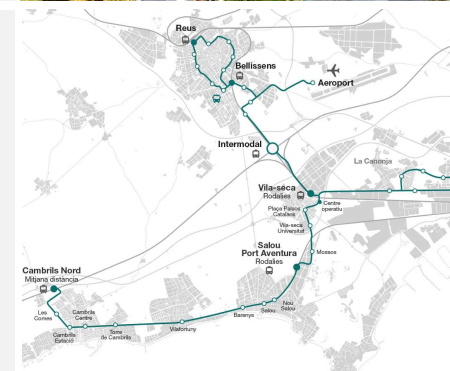 Reus
Bellissens
Aeroport
Intermodal
La Canonja
Vila-seca
Rodalies
Centre
operatiu
Plaça Països
Catalans
Vila-seca
Universitat
Mossos
Salou
Port Aventura
Rodalies
Cambrils Nord
Mitjana distància
Nou
Salou
Salou
Barenys
Vilafortuny
Torre
de Cambrils
Cambrils
Centre
Les
Comes
Cambrils
Estació